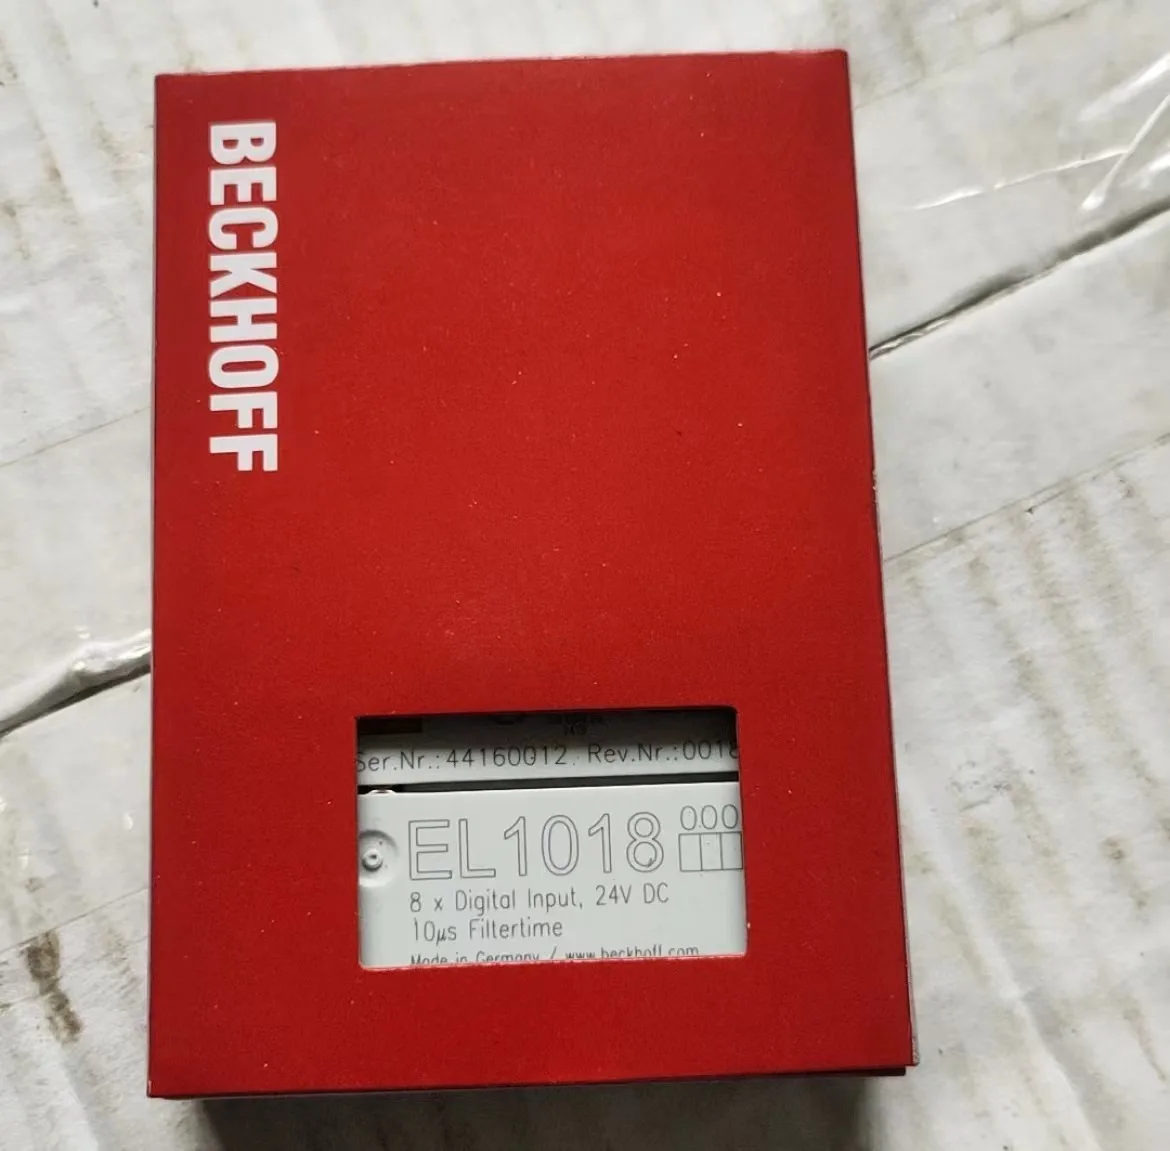 BECKHOFF
Ser.Nr.: 44160012 Rev.Nr.:0018
EL1018 000
8 x Digital Input, 24V DC
10µs Filtertime
Made in Germany / www.beckhoff.com